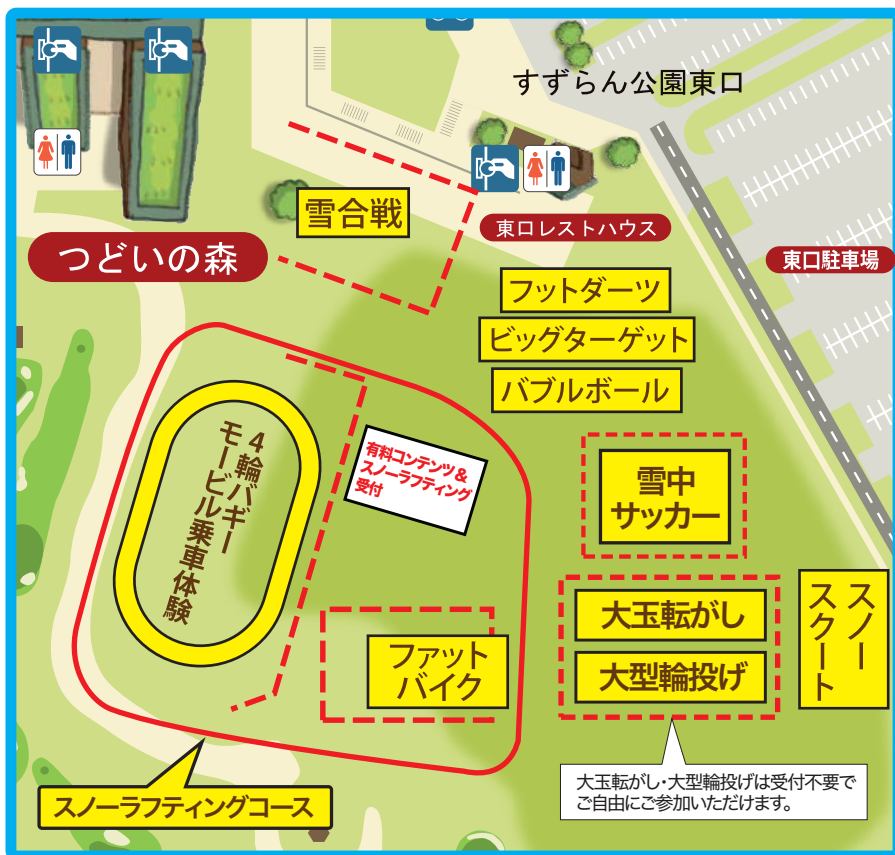 すずらん公園東口
雪合戦
東口レストハウス
つどいの森
東口駐車場
フットダーツ
ビッグターゲット
バブルボール
4輪バギー
モービル乗車体験
有料コンテンツ&
スノーラフティング
受付
雪中
サッカー
大玉転がし
大型輪投げ
スノー
スクート
ファット
バイク
大玉転がし・大型輪投げは受付不要で
ご自由にご参加いただけます。
スノーラフティングコース